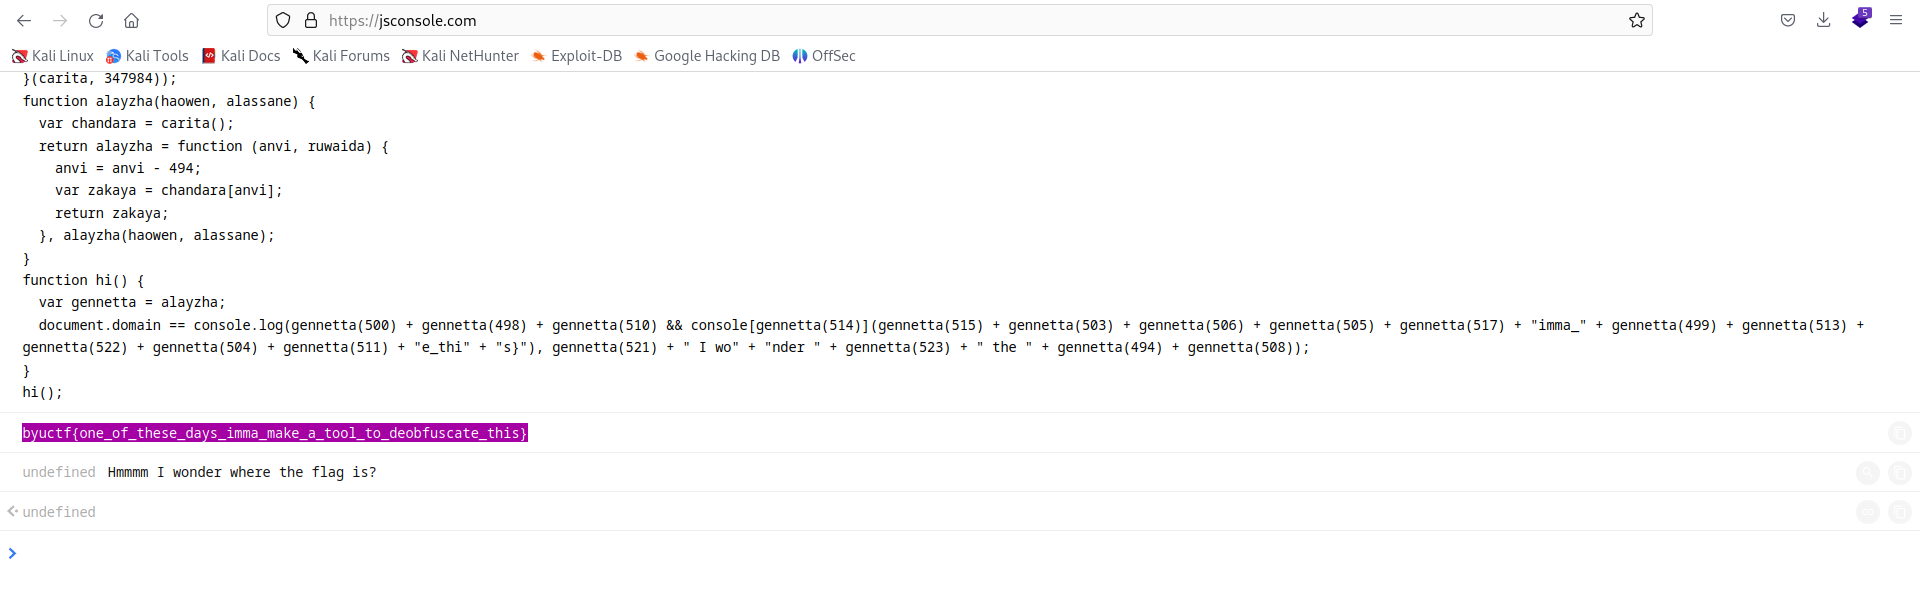 https://jsconsole.com
5
Kali Linux Kali Tools Kali Docs Kali Forums Kali NetHunter Exploit-DB Google Hacking DB OffSec
}(carita, 347984));
function alayzha(haowen, alassane) {
  var chandara = carita();
  return alayzha = function (anvi, ruwaida) {
    anvi = anvi - 494;
    var zakaya = chandara[anvi];
    return zakaya;
  }, alayzha(haowen, alassane);
}
function hi() {
  var gennetta = alayzha;
  document.domain == console.log(gennetta(500) + gennetta(498) + gennetta(510) && console[gennetta(514)](gennetta(515) + gennetta(503) + gennetta(506) + gennetta(505) + gennetta(517) + "imma_" + gennetta(499) + gennetta(513) +
gennetta(522) + gennetta(504) + gennetta(511) + "e_thi" + "s}"), gennetta(521) + " I wo" + "nder " + gennetta(523) + " the " + gennetta(494) + gennetta(508));
}
hi();
byuctf{one_of_these_days_imma_make_a_tool_to_deobfuscate_this}
undefined Hmmmm I wonder where the flag is?
undefined